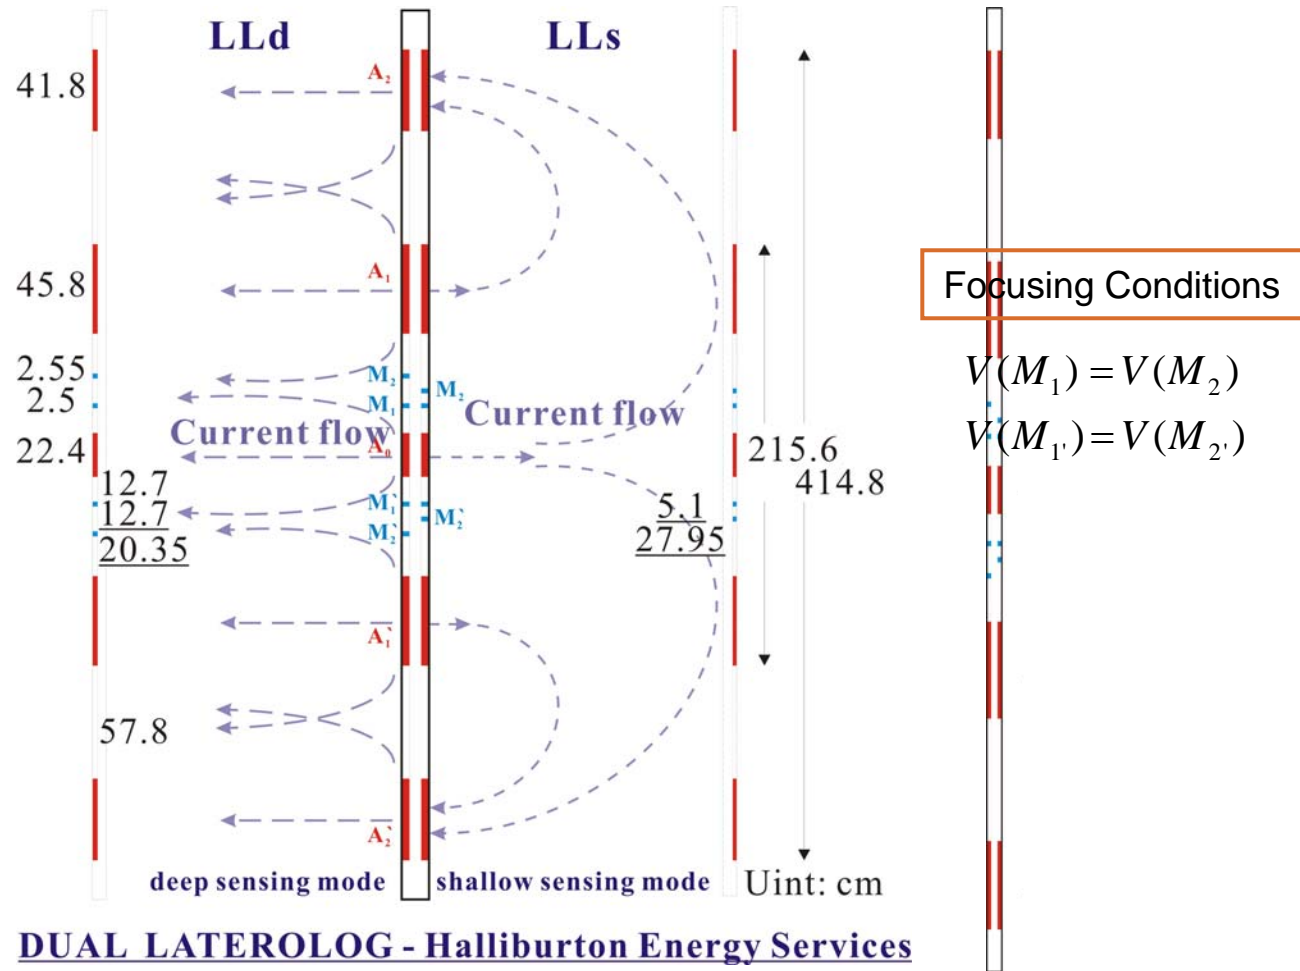 LLd
LLs
41.8
A2
45.8
A1
2.55
2.5
M2
M2
M1
Current flow
Current flow
22.4
A0
12.7
12.7
20.35
M1`
M2`
M2`
5.1
27.95
215.6
414.8
A1`
57.8
A2`
deep sensing mode
shallow sensing mode
Uint: cm
DUAL LATEROLOG - Halliburton Energy Services
Focusing Conditions
V(M1) = V(M2)
V(M1') = V(M2')